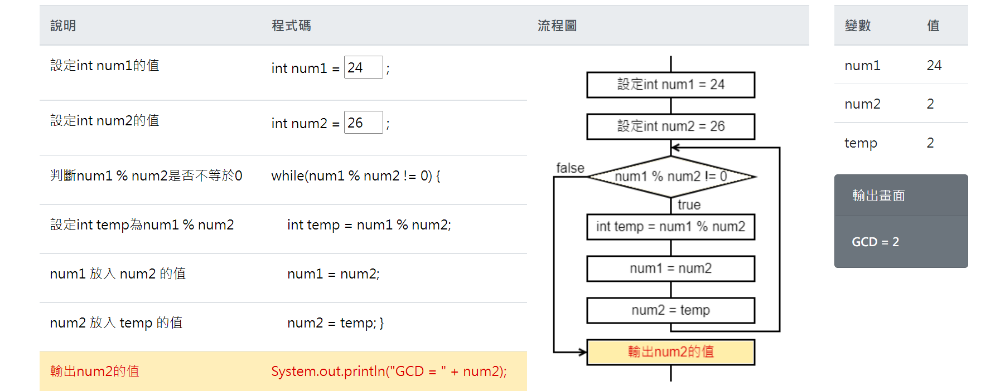 說明 程式碼 流程圖
設定int num1的值 int num1 = 24 ;
設定int num2的值 int num2 = 26 ;
判斷num1 % num2是否不等於0 while(num1 % num2 != 0) {
設定int temp為num1 % num2 int temp = num1 % num2;
num1 放入 num2 的值 num1 = num2;
num2 放入 temp 的值 num2 = temp; }
輸出num2的值 System.out.println("GCD = " + num2);
設定int num1 = 24
設定int num2 = 26
false
num1 % num2 != 0
true
int temp = num1 % num2
num1 = num2
num2 = temp
輸出num2的值
變數 值
num1 24
num2 2
temp 2
輸出畫面
GCD = 2